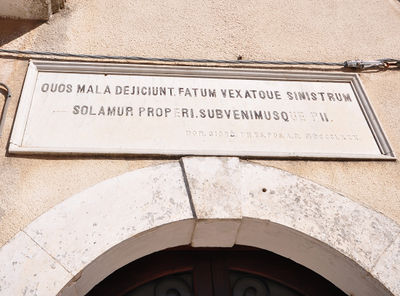 QUOS MALA DEJICIUNT, FATUM VEXATQUE SINISTRUM
SOLAMUR PROPERI, SUBVENIMUSQUE PII.